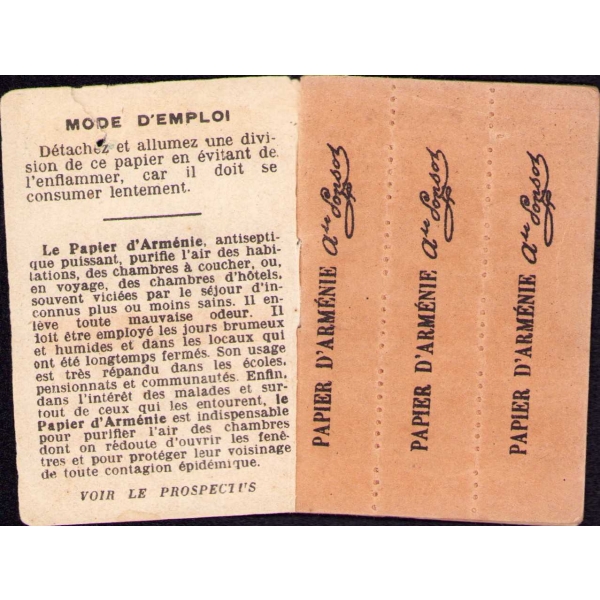 MODE D'EMPLOI
Détachez et allumez une divi-
sion de ce papier en évitant de
l'enflammer, car il doit se
consumer lentement.
Le Papier d'Arménie, antisepti-
que puissant, purifie l'air des habi-
tations, des chambres à coucher, ou,
en voyage, des chambres d'hôtels,
souvent viciées par le séjour d'in-
connus plus ou moins sains. Il en-
lève toute mauvaise odeur. Il
doit être employé les jours brumeux
et humides et dans les locaux qui
ont été longtemps fermés. Son usage
est très répandu dans les écoles,
pensionnats et communautés. Enfin,
dans l'intérêt des malades et sur-
tout de ceux qui les entourent, le
Papier d'Arménie est indispensable
pour purifier l'air des chambres
dont on rédoute d'ouvrir les fenê-
tres et pour protéger leur voisinage
de toute contagion épidémique.
VOIR LE PROSPECTUS
PAPIER D'ARMÉNIE Ate Ponsot
PAPIER D'ARMÉNIE Ate Ponsot
PAPIER D'ARMÉNIE Ate Ponsot